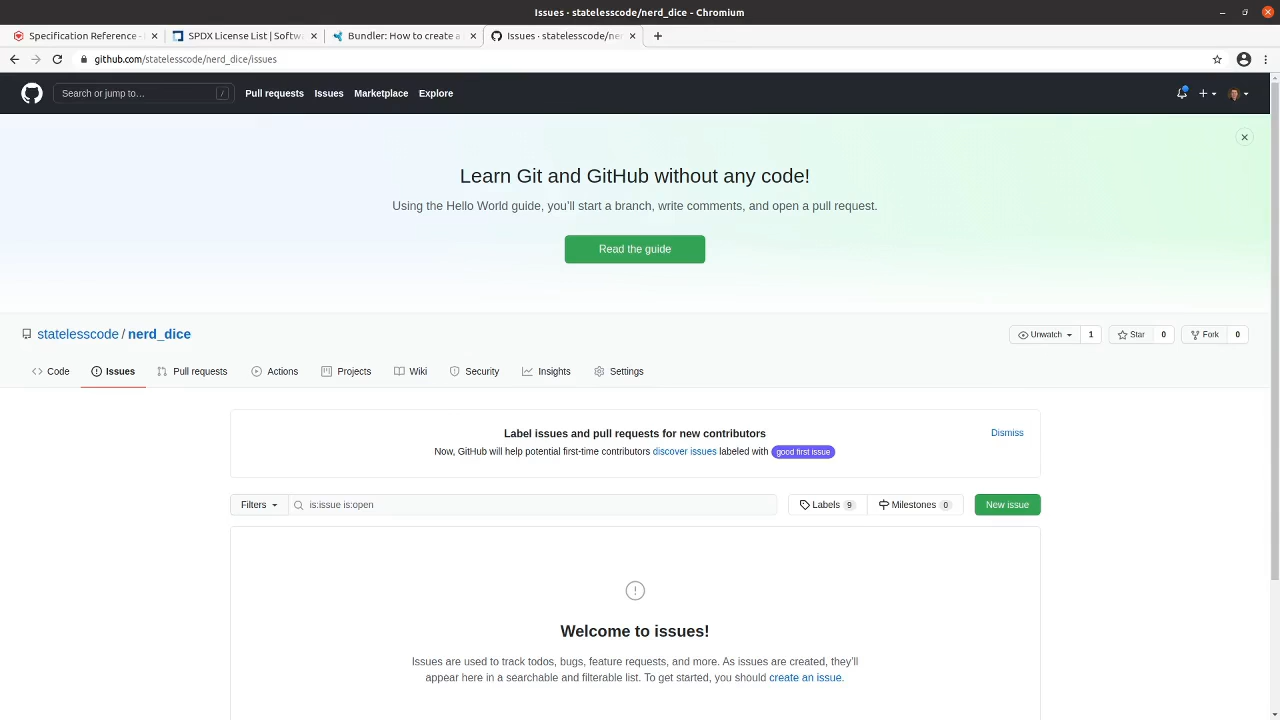 Issues · statelesscode/nerd_dice - Chromium
Specification Reference -
SPDX License List | Softw
Bundler: How to create a
Issues · statelesscode/ner
github.com/statelesscode/nerd_dice/issues
Search or jump to… /
Pull requests Issues Marketplace Explore
Learn Git and GitHub without any code!
Using the Hello World guide, you'll start a branch, write comments, and open a pull request.
Read the guide
statelesscode / nerd_dice
Unwatch 1 Star 0 Fork 0
Code Issues Pull requests Actions Projects Wiki Security Insights Settings
Label issues and pull requests for new contributors
Dismiss
Now, GitHub will help potential first-time contributors discover issues labeled with good first issue
Filters is:issue is:open Labels 9 Milestones 0 New issue
Welcome to issues!
Issues are used to track todos, bugs, feature requests, and more. As issues are created, they'll
appear here in a searchable and filterable list. To get started, you should create an issue.